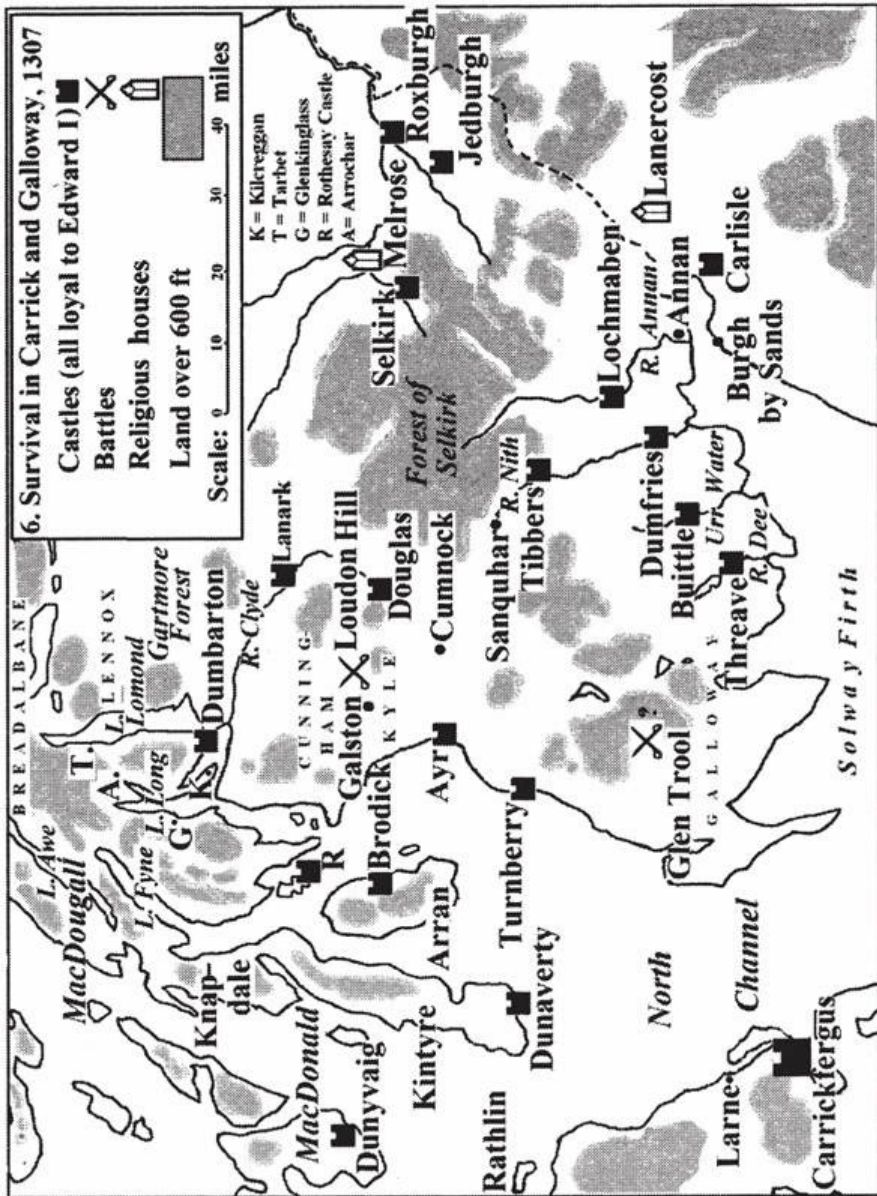 6. Survival in Carrick and Galloway, 1307
Castles (all loyal to Edward I)
Battles
Religious houses
Land over 600 ft
Scale: 0 10 20 30 40 miles
K = Kilcreggan
T = Tarbet
G = Glenkinglass
R = Rothesay Castle
A = Arrochar
BREADALBANE
L. Awe
MacDougall
T.
L. LENNOX
Lomond
A.
L. Fyne
G.
L. Long
K
Gartmore
Forest
Dumbarton
Knap-
dale
R
R. Clyde
Lanark
CUNNING-
HAM
MacDonald
Dunyvaig
Kintyre
Brodick
Arran
Galston
Loudon Hill
KYLE
Douglas
Selkirk
Melrose
Roxburgh
Jedburgh
Forest of
Selkirk
Ayr
Cumnock
Rathlin
Dunaverty
Turnberry
Sanquhar
R. Nith
Tibbers
Lochmaben
North
Channel
Glen Trool
?
GALLOWAY
Dumfries
Buittle
Urr Water
Threave
R. Dee
R. Annan
Annan
Lanercost
Carlisle
Burgh
by Sands
Larne
Carrickfergus
Solway Firth